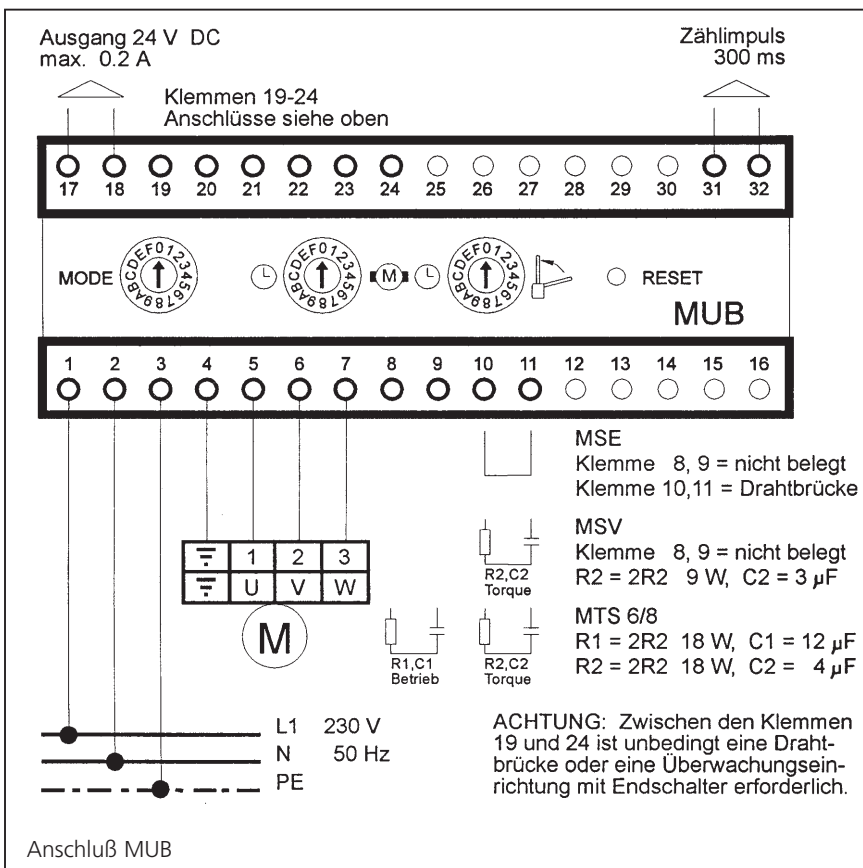 Ausgang 24 V DC
max. 0.2 A
Zählimpuls
300 ms
Klemmen 19-24
Anschlüsse siehe oben
17 18 19 20 21 22 23 24 25 26 27 28 29 30 31 32
MODE
0123456789ABCDEF
0123456789ABCDEF
M
0123456789ABCDEF
RESET
MUB
1 2 3 4 5 6 7 8 9 10 11 12 13 14 15 16
MSE
Klemme 8, 9 = nicht belegt
Klemme 10,11 = Drahtbrücke
MSV
Klemme 8, 9 = nicht belegt
R2 = 2R2 9 W, C2 = 3 µF
R2,C2
Torque
1 2 3
U V W
M
MTS 6/8
R1 = 2R2 18 W, C1 = 12 µF
R2 = 2R2 18 W, C2 = 4 µF
R1,C1
Betrieb
R2,C2
Torque
L1 230 V
N 50 Hz
PE
ACHTUNG: Zwischen den Klemmen
19 und 24 ist unbedingt eine Draht-
brücke oder eine Überwachungsein-
richtung mit Endschalter erforderlich.
Anschluß MUB